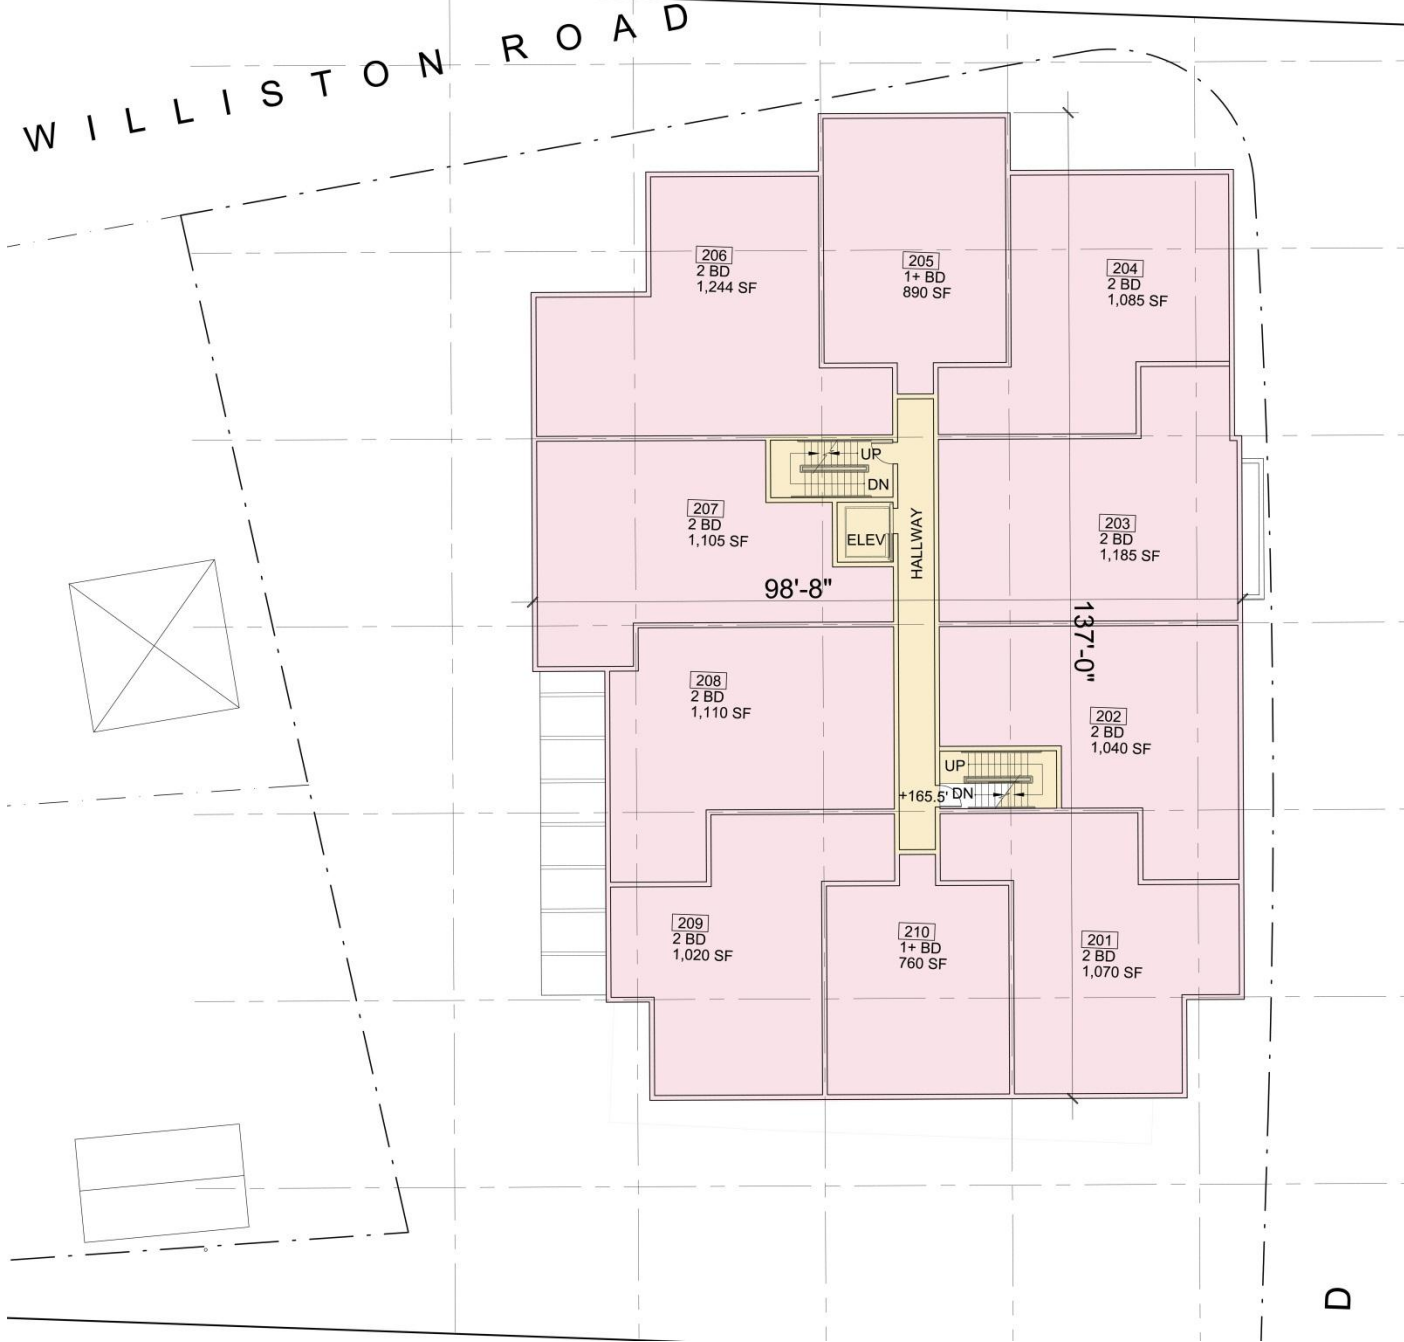 WILLISTON ROAD
206
2 BD
1,244 SF
205
1+ BD
890 SF
204
2 BD
1,085 SF
UP
DN
ELEV
HALLWAY
207
2 BD
1,105 SF
203
2 BD
1,185 SF
98'-8"
137'-0"
208
2 BD
1,110 SF
202
2 BD
1,040 SF
UP
DN
+165.5'
209
2 BD
1,020 SF
210
1+ BD
760 SF
201
2 BD
1,070 SF
D